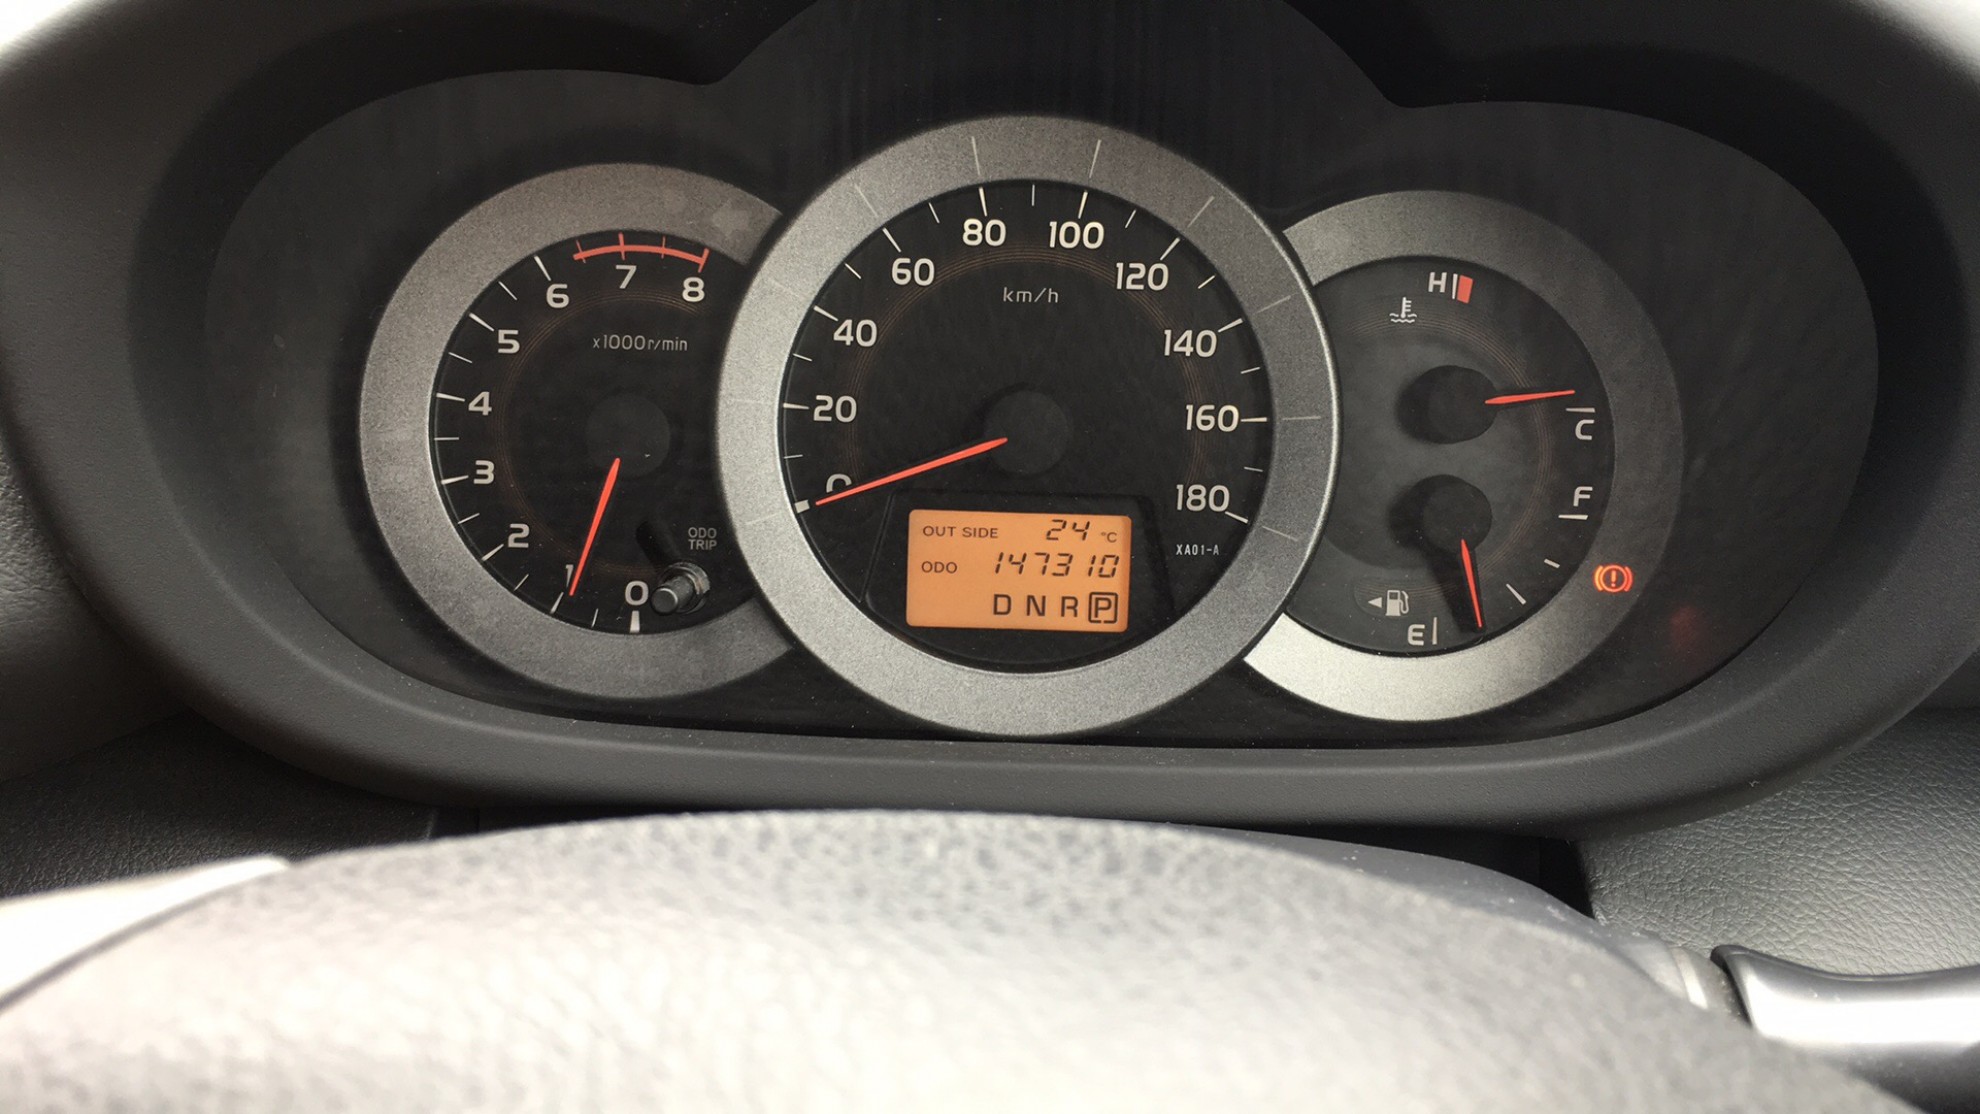 0
1
2
3
4
5
6
7
8
x1000r/min
ODO
TRIP
0
20
40
60
80
100
120
140
160
180
km/h
OUT SIDE 24 °C
ODO 147310
D N R P
XA01-A
H
C
F
E